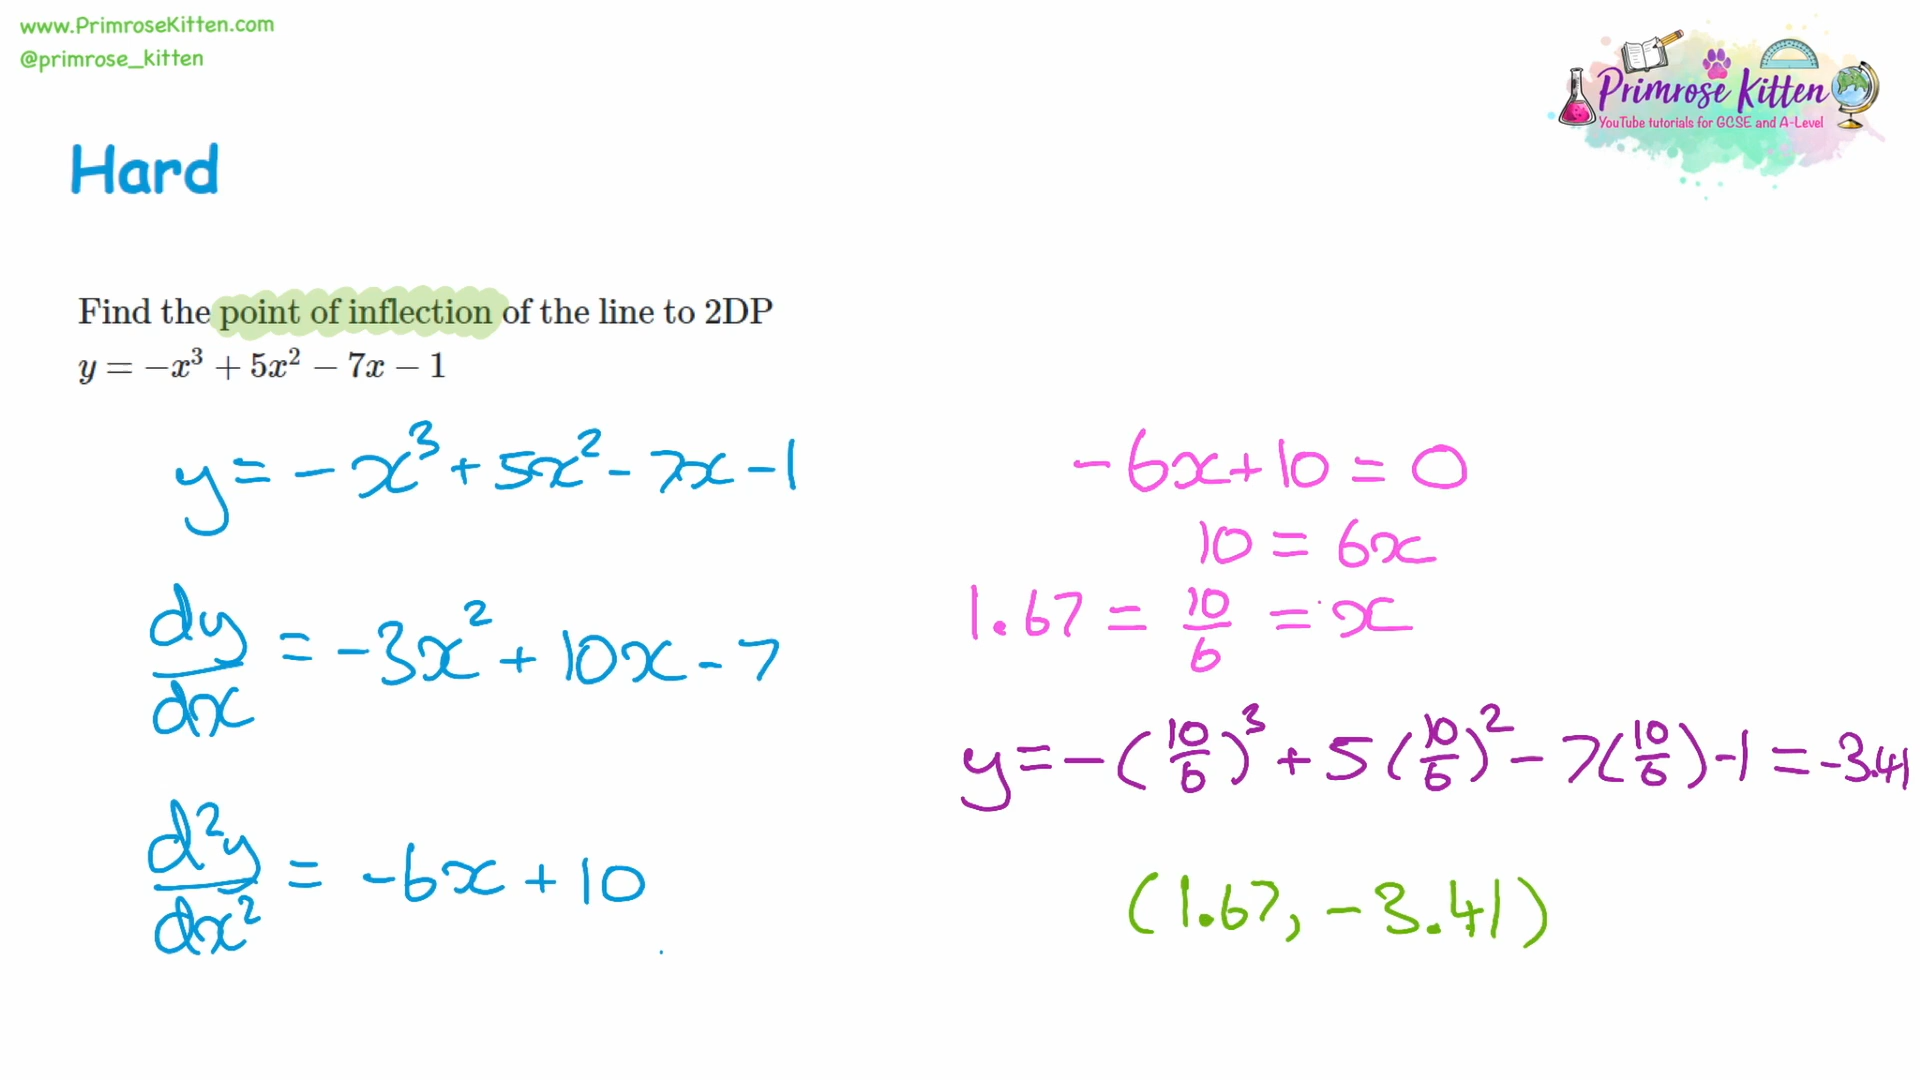 www.PrimroseKitten.com
@primrose_kitten
Primrose Kitten
YouTube tutorials for GCSE and A-Level
Hard
Find the point of inflection of the line to 2DP
y = −x³ + 5x² − 7x − 1
y = -x³ + 5x² - 7x - 1
dy/dx = -3x² + 10x - 7
d²y/dx² = -6x + 10
-6x + 10 = 0
10 = 6x
1.67 = 10/6 = x
y = -(10/6)³ + 5(10/6)² - 7(10/6) - 1 = -3.41
(1.67, -3.41)